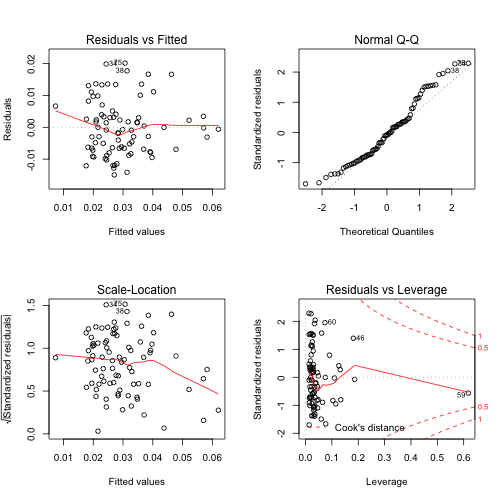 Residuals vs Fitted
Residuals
-0.01 0.00 0.01 0.02
34 75
38
0.01 0.02 0.03 0.04 0.05 0.06
Fitted values
Normal Q-Q
Standardized residuals
-1 0 1 2
38
-2 -1 0 1 2
Theoretical Quantiles
Scale-Location
√|Standardized residuals|
0.0 0.5 1.0 1.5
34 75
38
0.01 0.02 0.03 0.04 0.05 0.06
Fitted values
Residuals vs Leverage
Standardized residuals
-2 -1 0 1 2
60
46
59
1
0.5
0.5
1
Cook's distance
0.0 0.1 0.2 0.3 0.4 0.5 0.6
Leverage